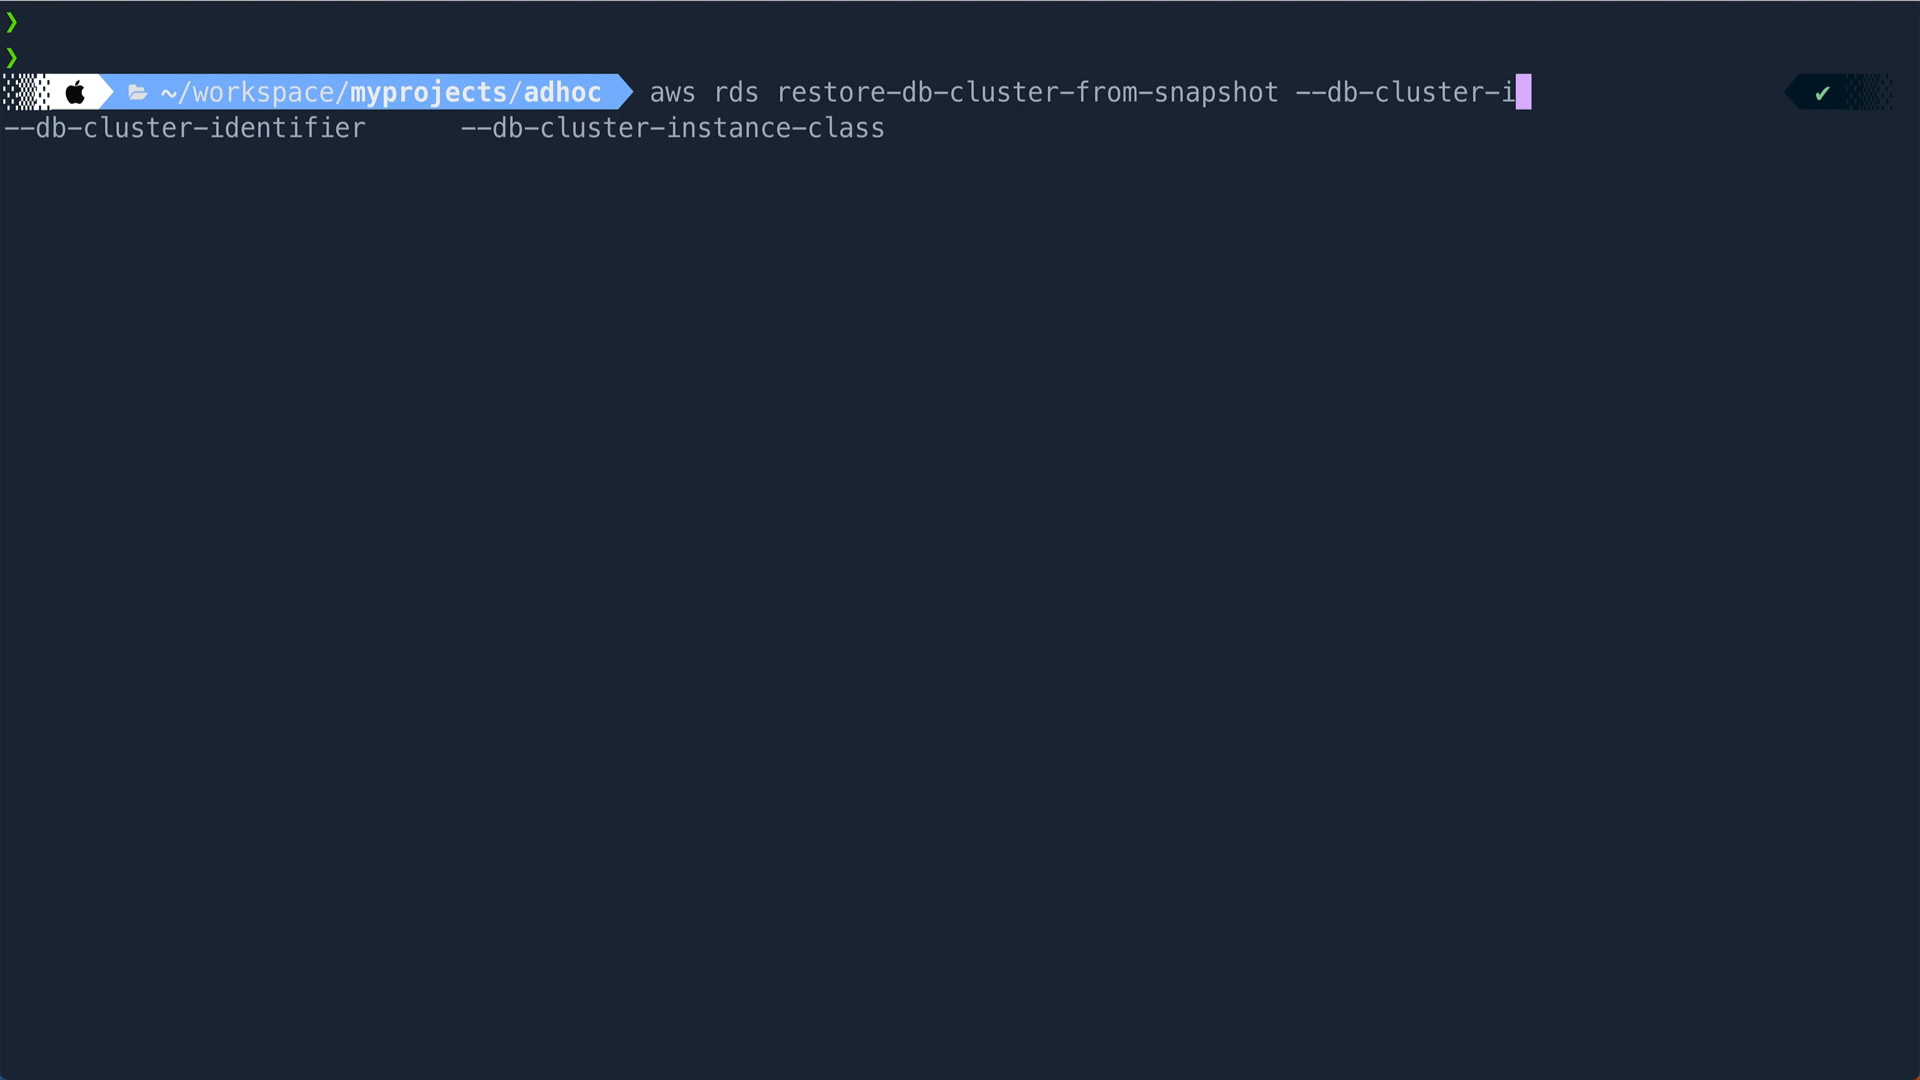 ❯
❯
~/workspace/myprojects/adhoc aws rds restore-db-cluster-from-snapshot --db-cluster-i ✔
--db-cluster-identifier --db-cluster-instance-class